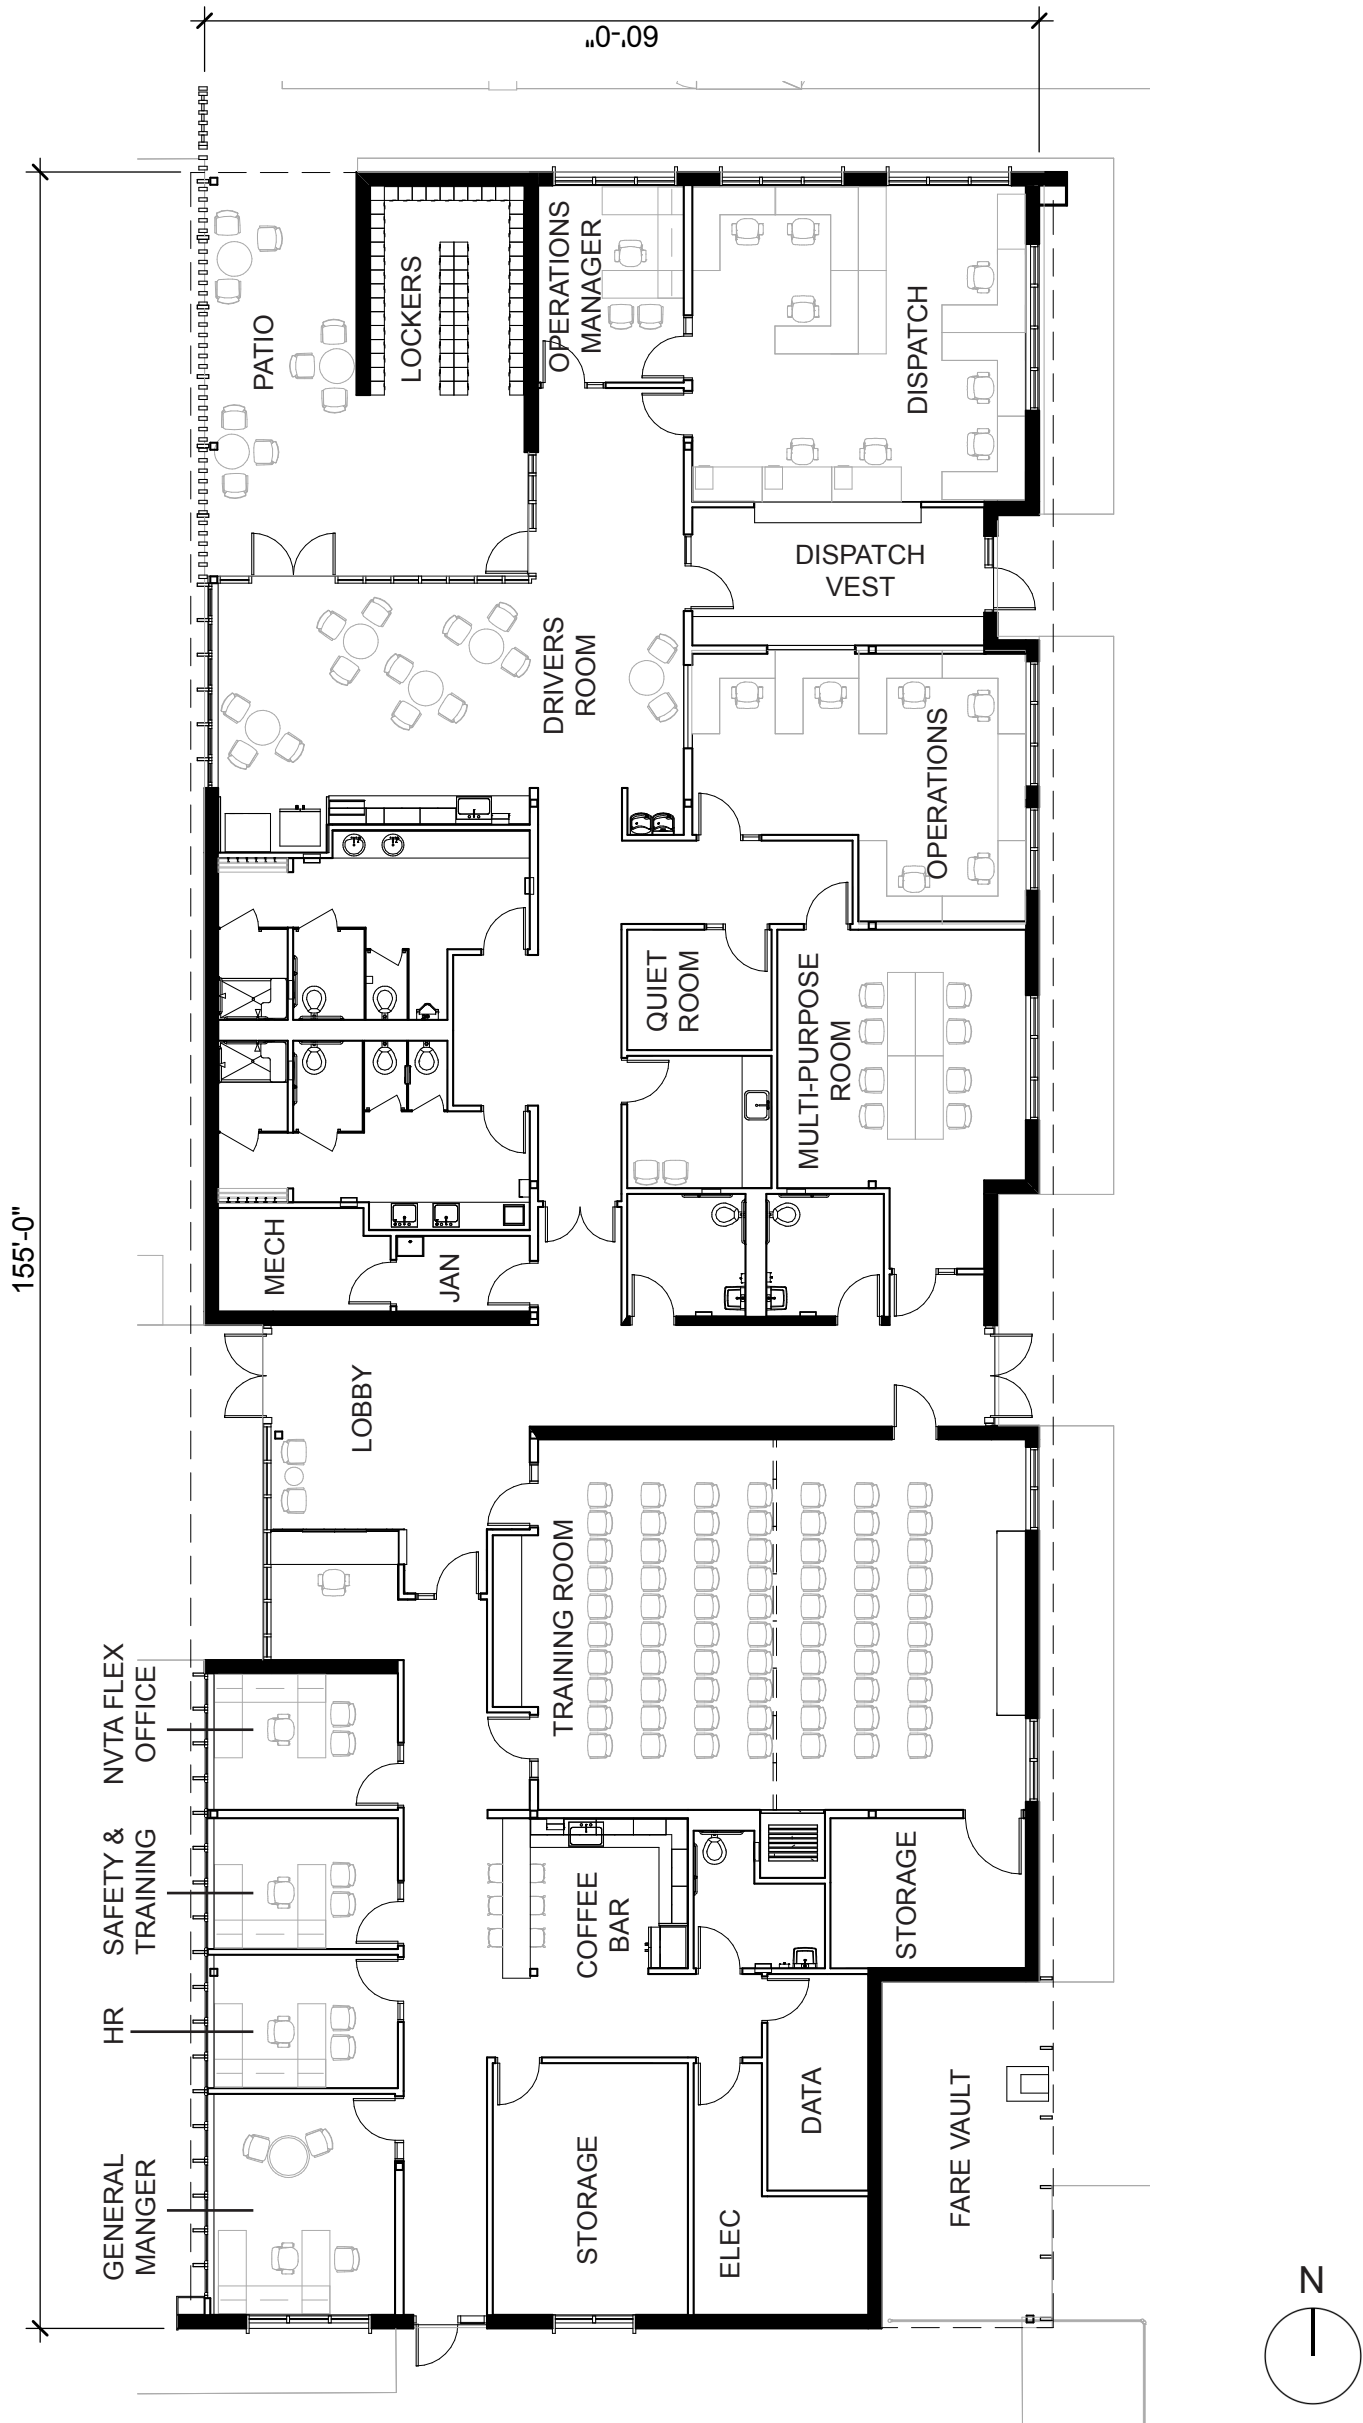 60'-0"
OPERATIONS
MANAGER
LOCKERS
PATIO
DISPATCH
DISPATCH
VEST
DRIVERS
ROOM
OPERATIONS
QUIET
ROOM
MULTI-PURPOSE
ROOM
155'-0"
MECH
JAN
LOBBY
TRAINING ROOM
NVTA FLEX
OFFICE
SAFETY &
TRAINING
COFFEE
BAR
STORAGE
HR
DATA
FARE VAULT
GENERAL
MANGER
STORAGE
ELEC
N